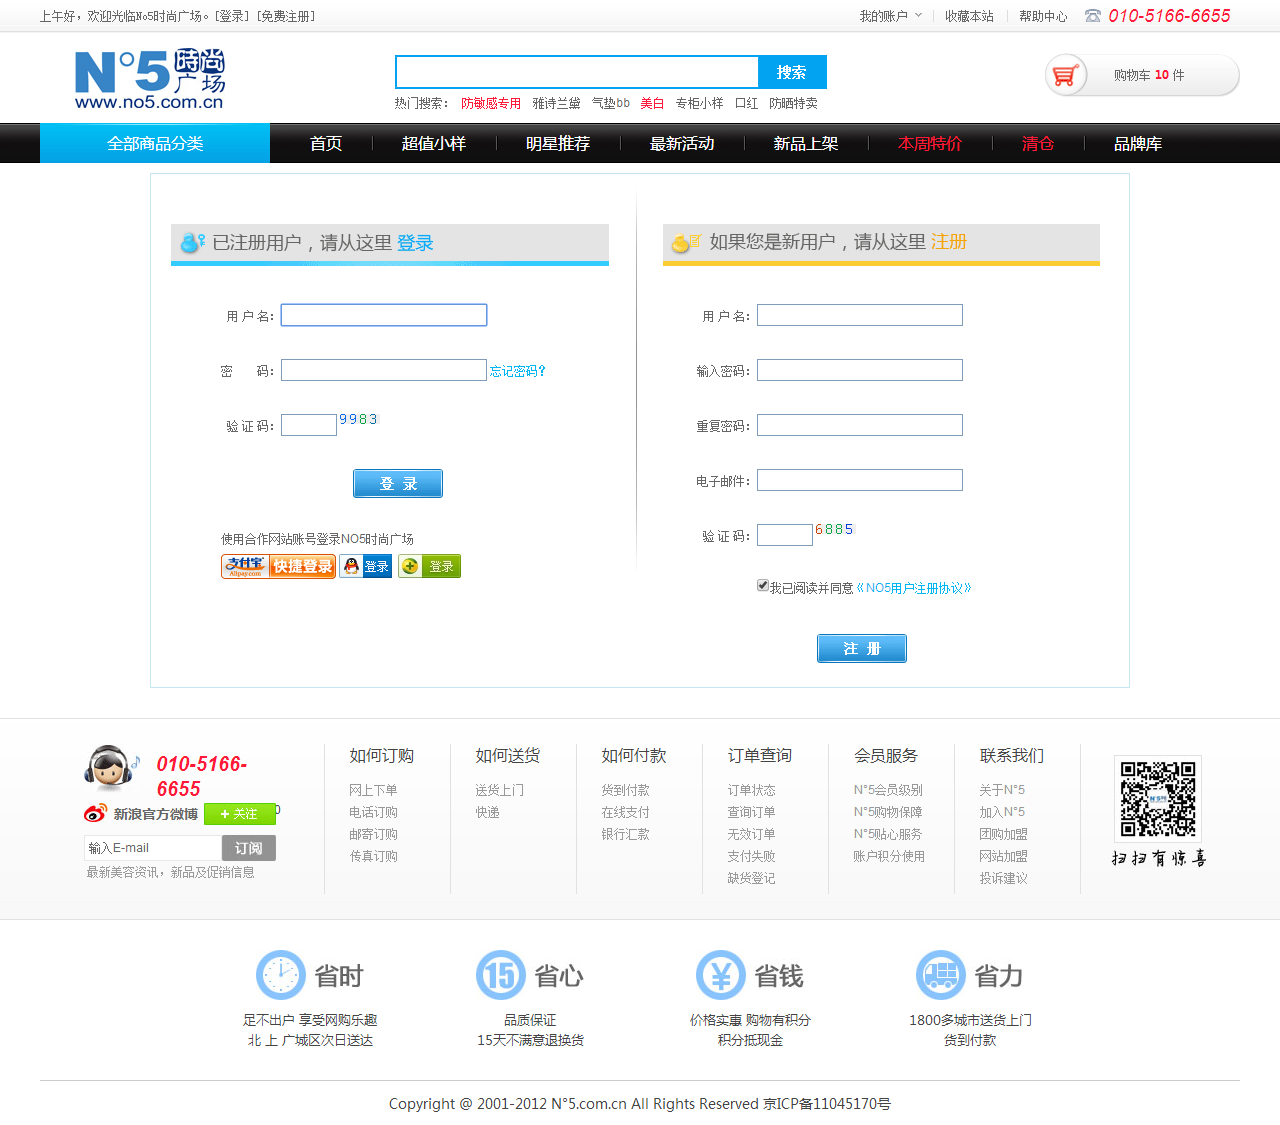 上午好，欢迎光临No5时尚广场。[登录] [免费注册]
我的账户 收藏本站 帮助中心 010-5166-6655
N°5 時尚广场
www.no5.com.cn
搜索
购物车 10 件
热门搜索： 防敏感专用 雅诗兰黛 气垫bb 美白 专柜小样 口红 防晒特卖
全部商品分类 首页 超值小样 明星推荐 最新活动 新品上架 本周特价 清仓 品牌库
已注册用户，请从这里 登录
如果您是新用户，请从这里 注册
用 户 名：
密 码：
忘记密码?
验 证 码：
9983
登 录
使用合作网站账号登录NO5时尚广场
支付宝 Alipay.com 快捷登录 登录 登录
用 户 名：
输入密码：
重复密码：
电子邮件：
验 证 码：
6885
我已阅读并同意《NO5用户注册协议》
注 册
010-5166-6655
新浪官方微博 + 关注 0
输入E-mail 订阅
最新美容资讯，新品及促销信息
如何订购
网上下单
电话订购
邮寄订购
传真订购
如何送货
送货上门
快递
如何付款
货到付款
在线支付
银行汇款
订单查询
订单状态
查询订单
无效订单
支付失败
缺货登记
会员服务
N°5会员级别
N°5购物保障
N°5贴心服务
账户积分使用
联系我们
关于N°5
加入N°5
团购加盟
网站加盟
投诉建议
扫扫有惊喜
省时
足不出户 享受网购乐趣
北 上 广城区次日送达
15 省心
品质保证
15天不满意退换货
¥ 省钱
价格实惠 购物有积分
积分抵现金
省力
1800多城市送货上门
货到付款
Copyright @ 2001-2012 N°5.com.cn All Rights Reserved 京ICP备11045170号